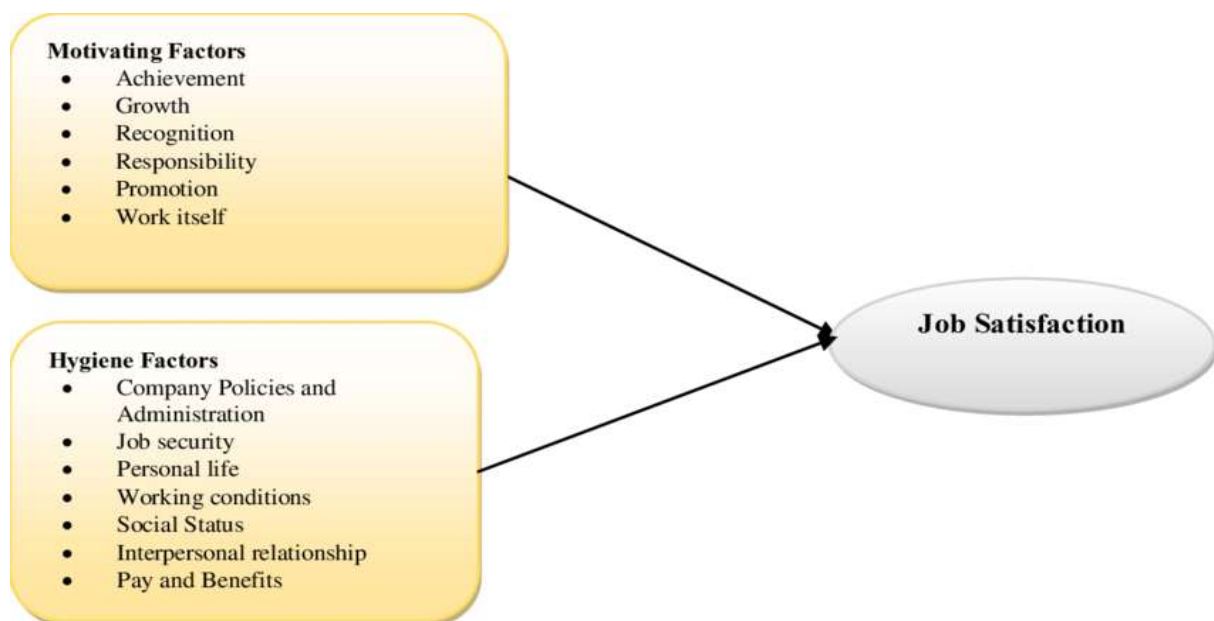 Motivating Factors
• Achievement
• Growth
• Recognition
• Responsibility
• Promotion
• Work itself
Job Satisfaction
Hygiene Factors
• Company Policies and
Administration
• Job security
• Personal life
• Working conditions
• Social Status
• Interpersonal relationship
• Pay and Benefits